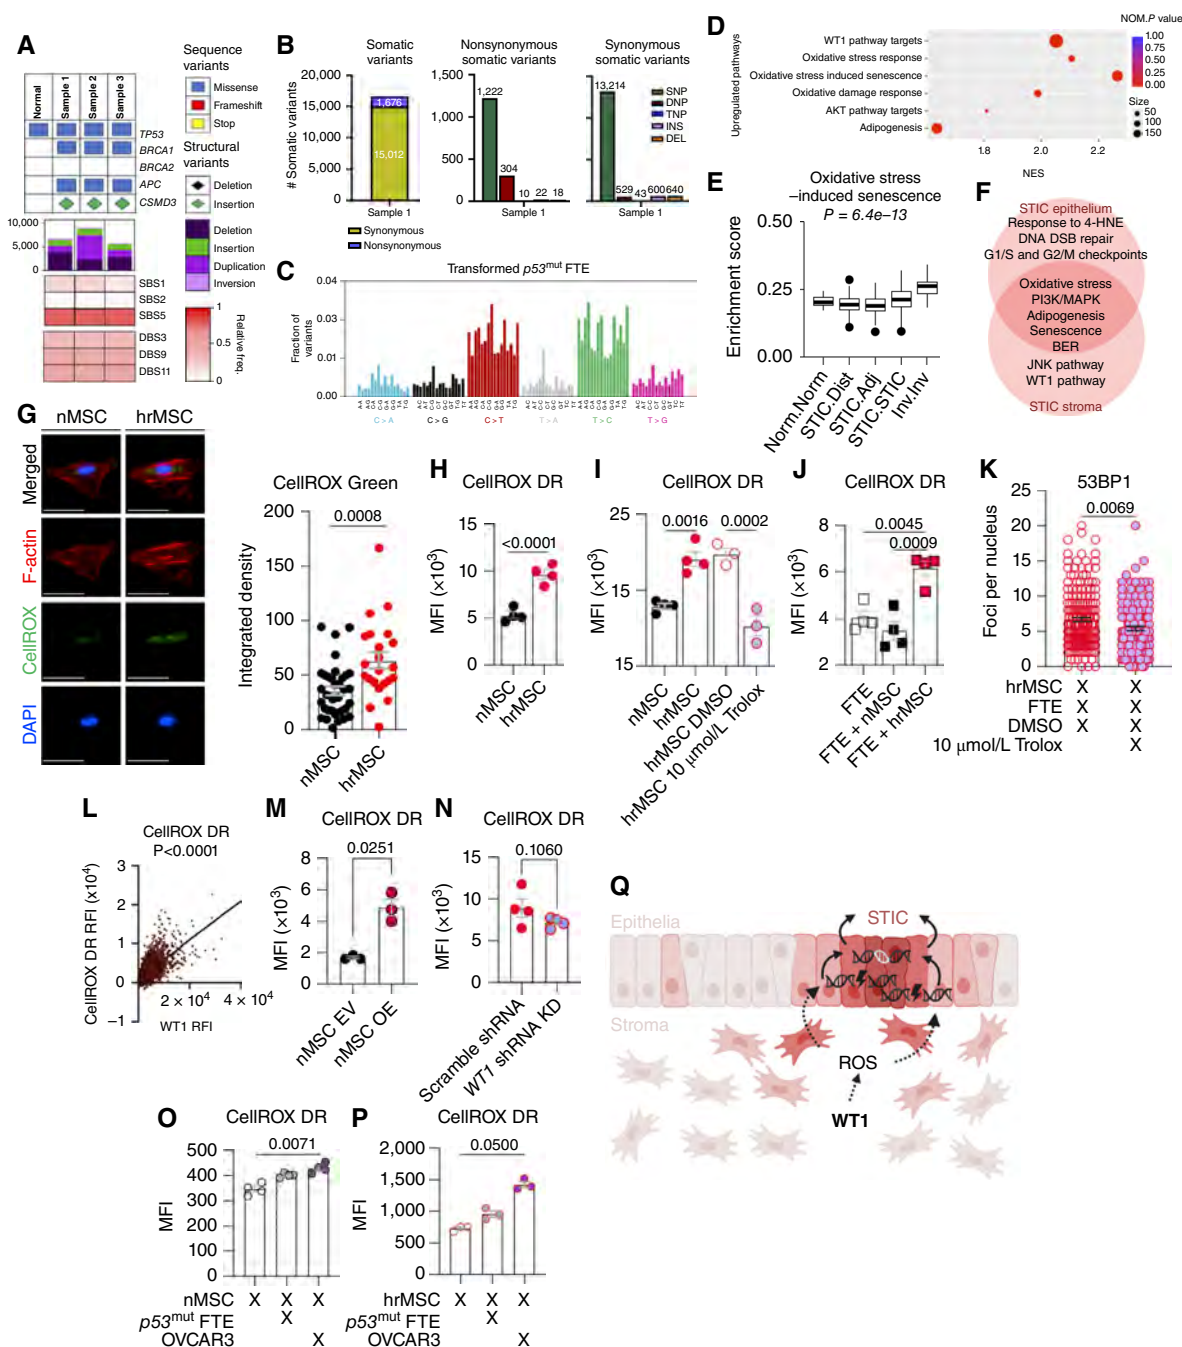 A
Normal
Sample 1
Sample 2
Sample 3
TP53
BRCA1
BRCA2
APC
CSMD3
10,000
5,000
0
SBS1
SBS2
SBS5
DBS3
DBS9
DBS11
Sequence
variants
Missense
Frameshift
Stop
Structural
variants
Deletion
Insertion
Deletion
Insertion
Duplication
Inversion
1
0.5
0
Relative freq.
B
Somatic
variants
# Somatic variants
20,000
15,000
10,000
5,000
0
1,676
15,012
Sample 1
Synonymous
Nonsynonymous
Nonsynonymous
somatic variants
1,500
1,000
500
0
1,222
304
10
22
18
Sample 1
Synonymous
somatic variants
13,214
529
43
600
640
Sample 1
SNP
DNP
TNP
INS
DEL
C
Transformed p53mut FTE
Fraction of
variants
0.04
0.03
0.01
0.00
C > A
C > G
C > T
T > A
T > C
T > G
D
Upregulated pathways
WT1 pathway targets
Oxidative stress response
Oxidative stress induced senescence
Oxidative damage response
AKT pathway targets
Adipogenesis
1.8
2.0
2.2
NES
NOM.P value
1.00
0.75
0.50
0.25
0.00
Size
50
100
150
E
Oxidative stress
–induced senescence
P = 6.4e–13
Enrichment score
0.50
0.25
0.00
Norm.Norm
STIC.Dist
STIC.Adj
STIC.STIC
Inv.Inv
F
STIC epithelium
Response to 4-HNE
DNA DSB repair
G1/S and G2/M checkpoints
Oxidative stress
PI3K/MAPK
Adipogenesis
Senescence
BER
JNK pathway
WT1 pathway
STIC stroma
G
nMSC
hrMSC
Merged
F-actin
CellROX
DAPI
CellROX Green
0.0008
Integrated density
200
150
100
50
0
nMSC
hrMSC
H
CellROX DR
<0.0001
MFI (×10³)
15
10
5
0
nMSC
hrMSC
I
CellROX DR
0.0016
0.0002
MFI (×10³)
25
15
15
nMSC
hrMSC
hrMSC DMSO
hrMSC 10 μmol/L Trolox
J
CellROX DR
0.0045
0.0009
MFI (×10³)
8
6
4
2
FTE
FTE + nMSC
FTE + hrMSC
K
53BP1
0.0069
Foci per nucleus
25
20
15
10
5
0
hrMSC X X
FTE X X
DMSO X X
10 μmol/L Trolox X
L
CellROX DR
P<0.0001
CellROX DR RFI (x10⁴)
3
2
1
0
–1
2 × 10⁴
4 × 10⁴
WT1 RFI
M
CellROX DR
0.0251
MFI (×10³)
8
6
4
2
0
nMSC EV
nMSC OE
N
CellROX DR
0.1060
MFI (×10³)
15
10
5
0
Scramble shRNA
WT1 shRNA KD
O
CellROX DR
0.0071
MFI
500
400
300
200
100
0
nMSC X X X
p53mut FTE X
OVCAR3 X
P
CellROX DR
0.0500
MFI
2,000
1,500
1,000
500
0
hrMSC X X X
p53mut FTE X
OVCAR3 X
Q
Epithelia
STIC
Stroma
ROS
WT1